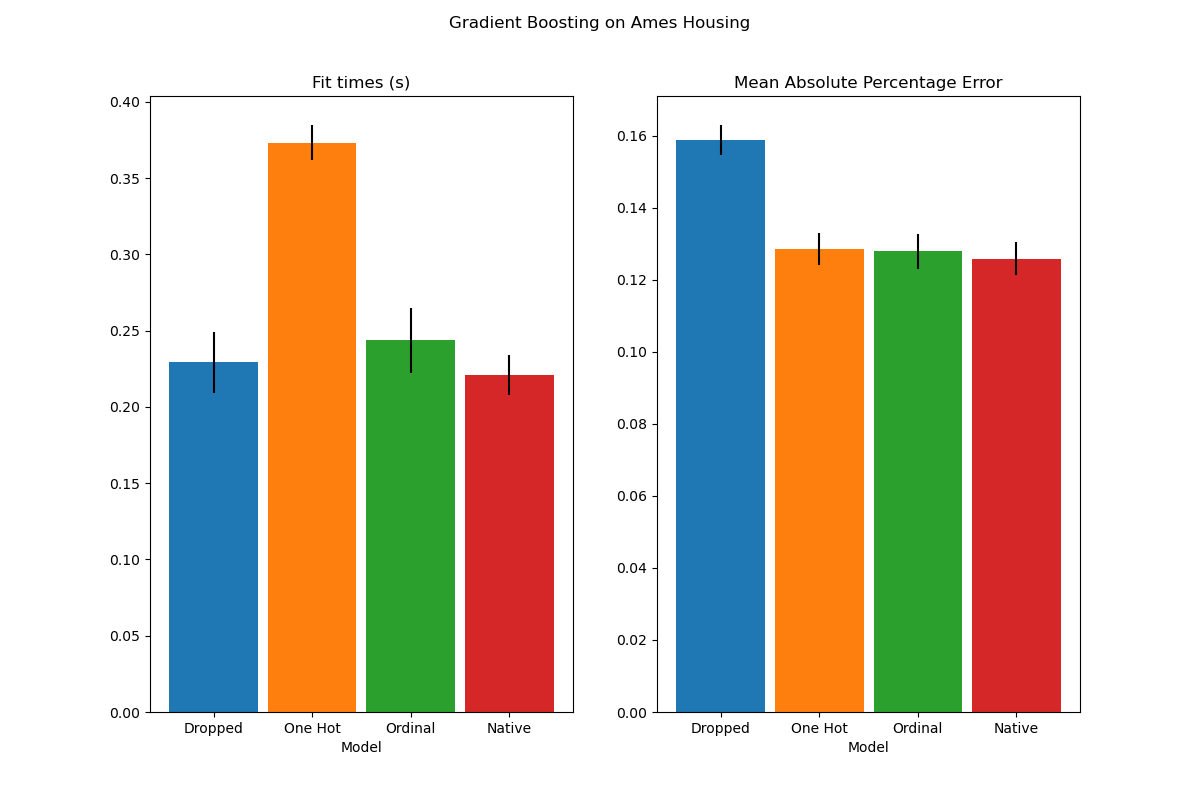 Gradient Boosting on Ames Housing
Fit times (s)
0.40
0.35
0.30
0.25
0.20
0.15
0.10
0.05
0.00
Dropped One Hot Ordinal Native
Model
Mean Absolute Percentage Error
0.16
0.14
0.12
0.10
0.08
0.06
0.04
0.02
0.00
Dropped One Hot Ordinal Native
Model